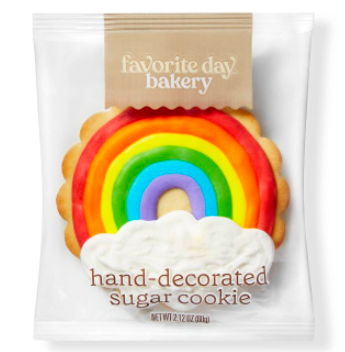 favorite day
bakery
hand-decorated
sugar cookie
NET WT 2.12 OZ (60g)